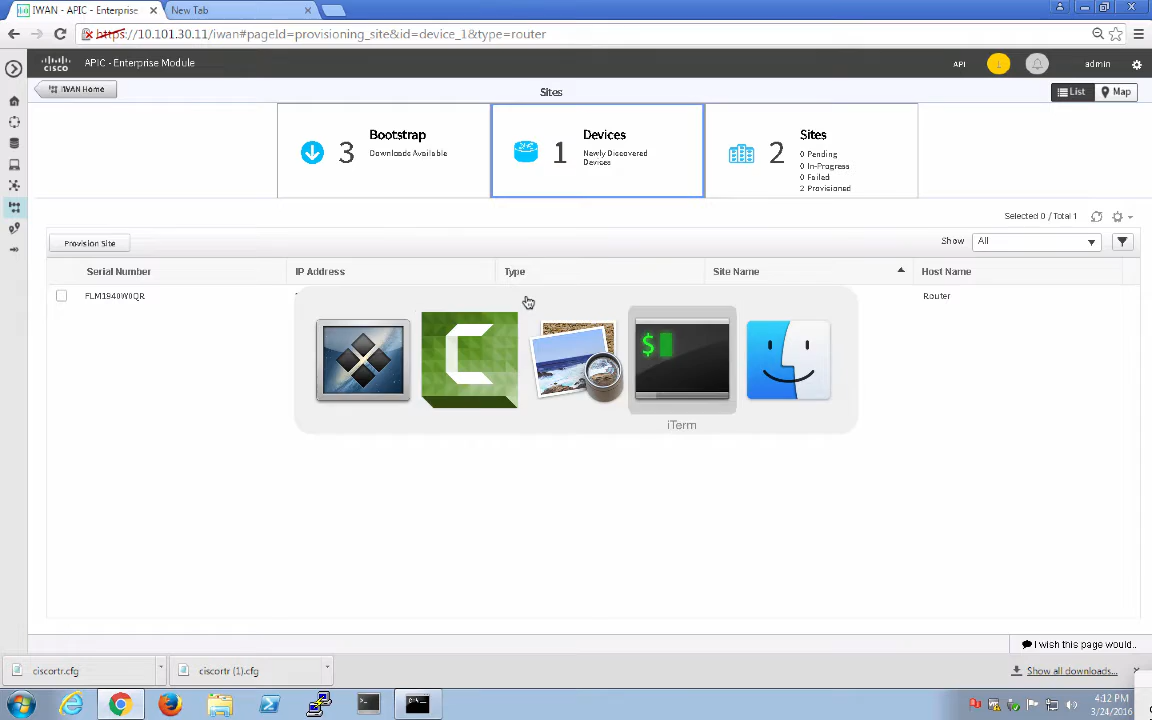 IWAN - APIC - Enterprise
New Tab
https://10.101.30.11/iwan#pageId=provisioning_site&id=device_1&type=router
cisco
APIC - Enterprise Module
API
admin
IWAN Home
Sites
List
Map
3
Bootstrap
Downloads Available
1
Devices
Newly Discovered
Devices
2
Sites
0 Pending
0 In-Progress
0 Failed
2 Provisioned
Selected 0 / Total 1
Provision Site
Show
All
Serial Number
IP Address
Type
Site Name
Host Name
FLM1940W0QR
Router
$
iTerm
I wish this page would..
ciscortr.cfg
ciscortr (1).cfg
Show all downloads...
4:12 PM
3/24/2016